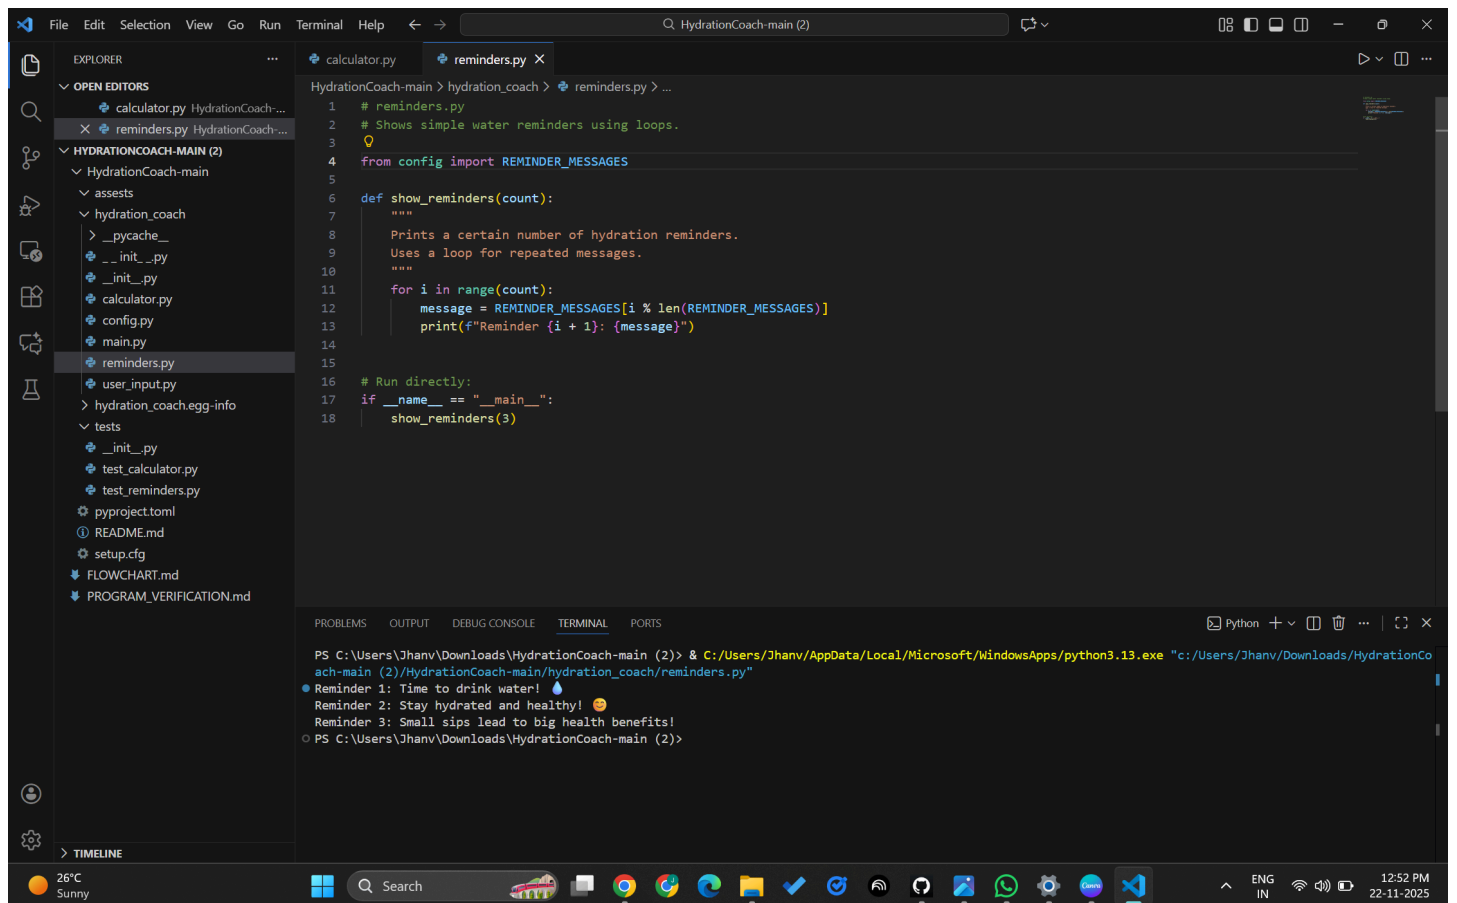 File Edit Selection View Go Run Terminal Help
HydrationCoach-main (2)
EXPLORER
OPEN EDITORS
calculator.py HydrationCoach-...
reminders.py HydrationCoach-...
HYDRATIONCOACH-MAIN (2)
HydrationCoach-main
assests
hydration_coach
__pycache__
_ _ init_ _.py
__init__.py
calculator.py
config.py
main.py
reminders.py
user_input.py
hydration_coach.egg-info
tests
__init__.py
test_calculator.py
test_reminders.py
pyproject.toml
README.md
setup.cfg
FLOWCHART.md
PROGRAM_VERIFICATION.md
TIMELINE
calculator.py reminders.py
HydrationCoach-main > hydration_coach > reminders.py > ...
1 # reminders.py
2 # Shows simple water reminders using loops.
3
4 from config import REMINDER_MESSAGES
5
6 def show_reminders(count):
7 """
8 Prints a certain number of hydration reminders.
9 Uses a loop for repeated messages.
10 """
11 for i in range(count):
12 message = REMINDER_MESSAGES[i % len(REMINDER_MESSAGES)]
13 print(f"Reminder {i + 1}: {message}")
14
15
16 # Run directly:
17 if __name__ == "__main__":
18 show_reminders(3)
PROBLEMS OUTPUT DEBUG CONSOLE TERMINAL PORTS
Python
PS C:\Users\Jhanv\Downloads\HydrationCoach-main (2)> & C:/Users/Jhanv/AppData/Local/Microsoft/WindowsApps/python3.13.exe "c:/Users/Jhanv/Downloads/HydrationCo
ach-main (2)/HydrationCoach-main/hydration_coach/reminders.py"
Reminder 1: Time to drink water! 💧
Reminder 2: Stay hydrated and healthy! 😊
Reminder 3: Small sips lead to big health benefits!
PS C:\Users\Jhanv\Downloads\HydrationCoach-main (2)>
26°C
Sunny
Search
Canva
ENG
IN
12:52 PM
22-11-2025